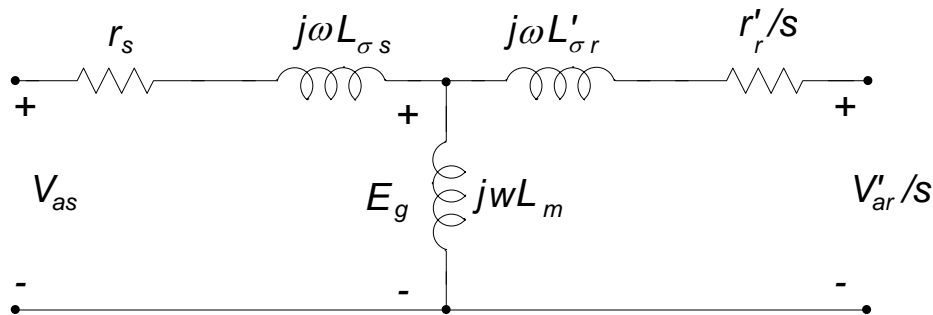 r_s
jωL_σs
jωL'_σr
r'_r/s
+
+
+
V_as
E_g
jwL_m
V'_ar/s
-
-
-